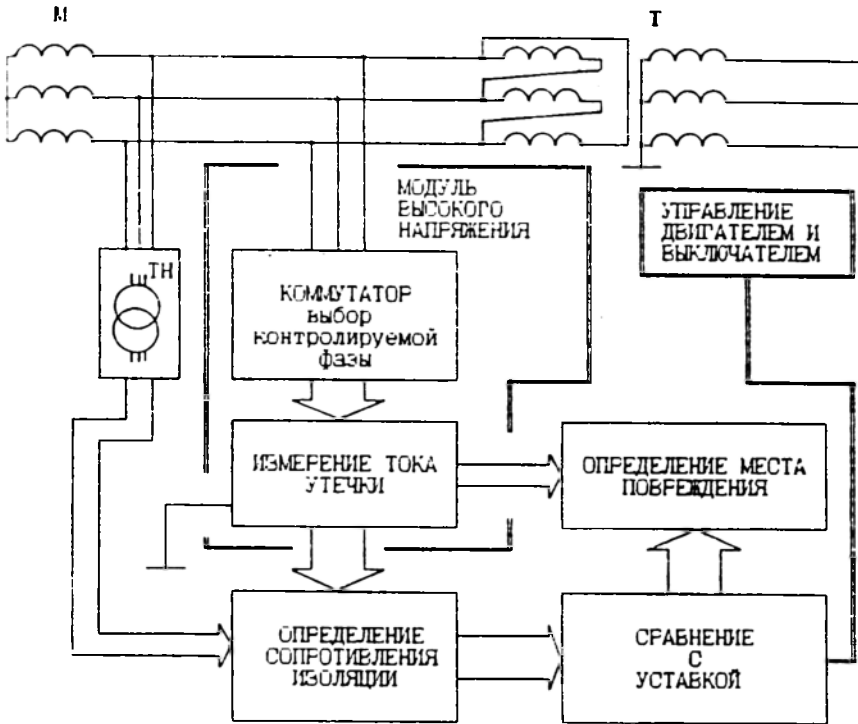 М
Т
МОДУЛЬ
ВЫСОКОГО
НАПРЯЖЕНИЯ
УПРАВЛЕНИЕ
ДВИГАТЕЛЕМ И
ВЫКЛЮЧАТЕЛЕМ
ТН
КОММУТАТОР
выбор
контролируемой
фазы
ИЗМЕРЕНИЕ ТОКА
УТЕЧКИ
ОПРЕДЕЛЕНИЕ МЕСТА
ПОВРЕЖДЕНИЯ
ОПРЕДЕЛЕНИЕ
СОПРОТИВЛЕНИЯ
ИЗОЛЯЦИИ
СРАВНЕНИЕ
С
УСТАВКОЙ